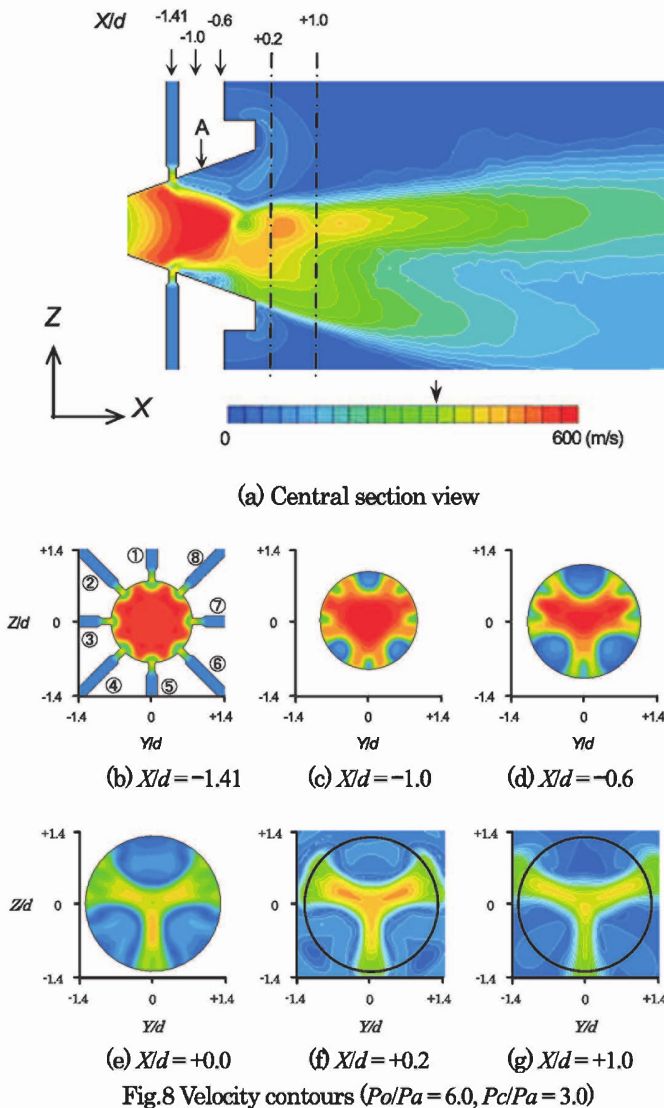 X/d
-1.41
-1.0
-0.6
+0.2
+1.0
A
Z
X
0
600 (m/s)
(a) Central section view
+1.4
Z/d
0
-1.4
① ② ③ ④ ⑤ ⑥ ⑦ ⑧
-1.4 0 +1.4
Y/d
(b) X/d=−1.41
+1.4
0
-1.4
-1.4 0 +1.4
Y/d
(c) X/d=−1.0
+1.4
0
-1.4
-1.4 0 +1.4
Y/d
(d) X/d=−0.6
+1.4
Z/d
0
-1.4
-1.4 0 +1.4
Y/d
(e) X/d=+0.0
+1.4
0
-1.4
-1.4 0 +1.4
Y/d
(f) X/d=+0.2
+1.4
0
-1.4
-1.4 0 +1.4
Y/d
(g) X/d=+1.0
Fig.8 Velocity contours (Po/Pa = 6.0, Pc/Pa = 3.0)